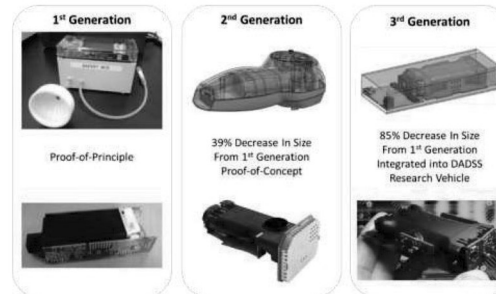 1st Generation
Proof-of-Principle
2nd Generation
39% Decrease In Size
From 1st Generation
Proof-of-Concept
3rd Generation
85% Decrease In Size
From 1st Generation
Integrated into DADSS
Research Vehicle